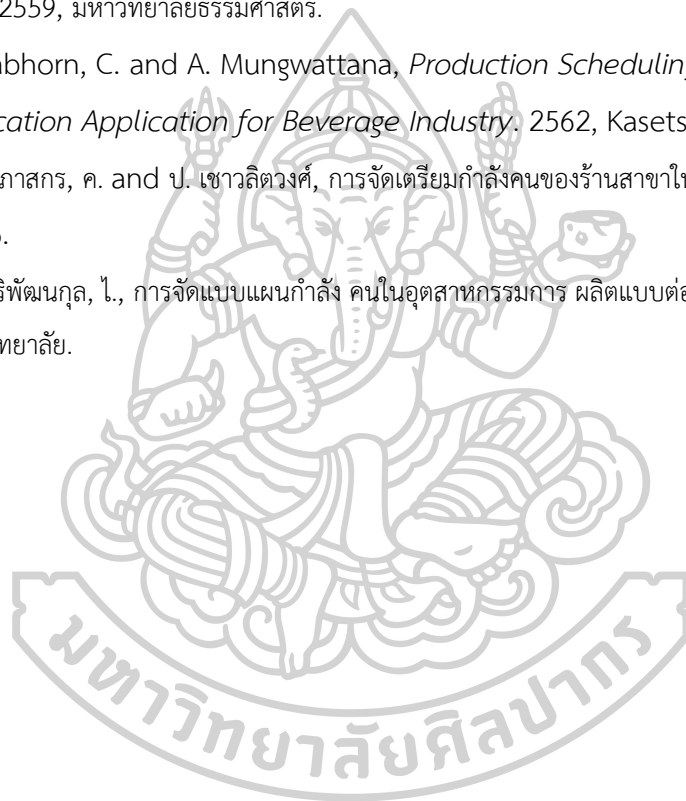 2559, มหาวิทยาลัยธรรมศาสตร์.
abhorn, C. and A. Mungwattana, Production Scheduling
cation Application for Beverage Industry. 2562, Kasets
ภาสกร, ค. and ป. เชาวลิตวงศ์, การจัดเตรียมกำลังคนของร้านสาขาใน
ริพัฒนกุล, ไ., การจัดแบบแผนกำลัง คนในอุตสาหกรรมการ ผลิตแบบต่อ
ทยาลัย.
มหาวิทยาลัยศิลปากร